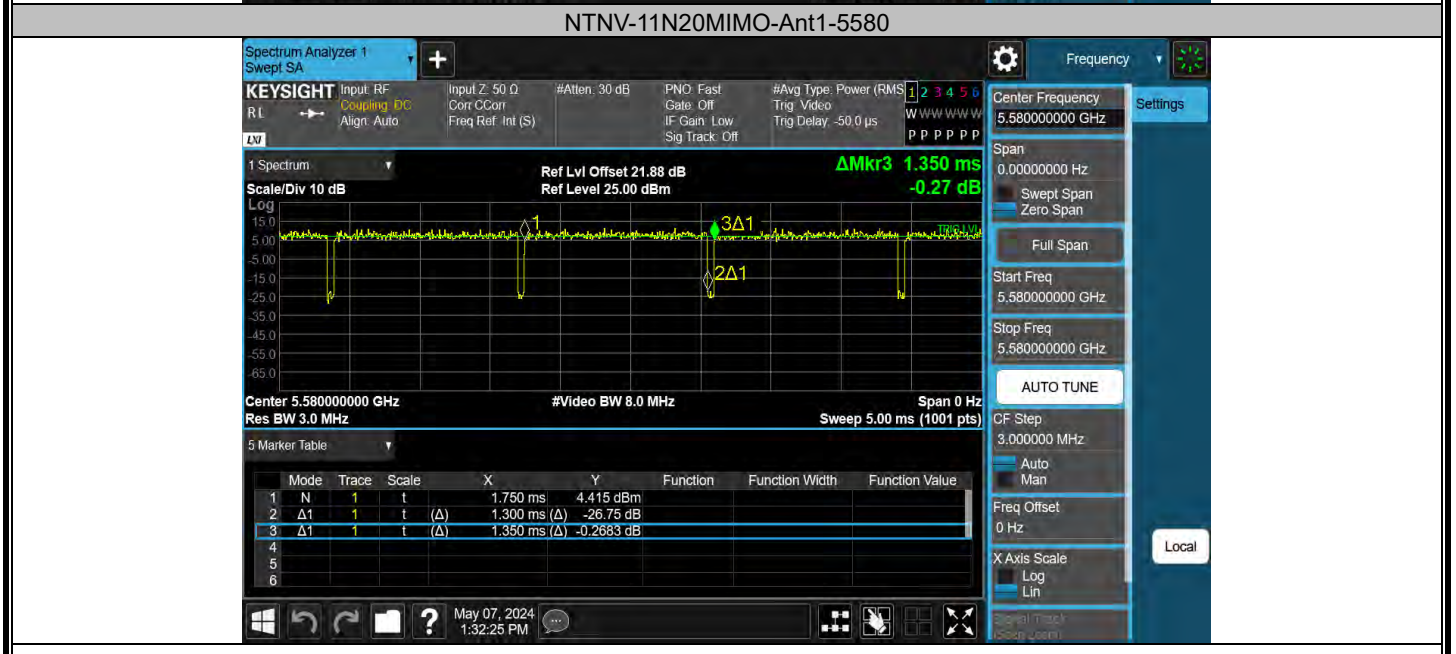 NTNV-11N20MIMO-Ant1-5580
Spectrum Analyzer 1
Swept SA
+
Frequency
KEYSIGHT
RL
LXI
Input: RF
Coupling: DC
Align: Auto
Input Z: 50 Ω
Corr CCorr
Freq Ref: Int (S)
#Atten: 30 dB
PNO: Fast
Gate: Off
IF Gain: Low
Sig Track: Off
#Avg Type: Power (RMS
Trig: Video
Trig Delay: -50.0 µs
1 2 3 4 5 6
W W W W W W
P P P P P P
Center Frequency
5.580000000 GHz
Settings
Span
0.00000000 Hz
Swept Span
Zero Span
Full Span
Start Freq
5.580000000 GHz
Stop Freq
5.580000000 GHz
AUTO TUNE
CF Step
3.000000 MHz
Auto
Man
Freq Offset
0 Hz
X Axis Scale
Log
Lin
Signal Track
(Span Zoom)
Local
1 Spectrum
Scale/Div 10 dB
Ref Lvl Offset 21.88 dB
Ref Level 25.00 dBm
ΔMkr3 1.350 ms
-0.27 dB
Log
15.0
5.00
-5.00
-15.0
-25.0
-35.0
-45.0
-55.0
-65.0
1
3Δ1
2Δ1
TRIG LVL
Center 5.580000000 GHz
Res BW 3.0 MHz
#Video BW 8.0 MHz
Span 0 Hz
Sweep 5.00 ms (1001 pts)
5 Marker Table
Mode Trace Scale X Y Function Function Width Function Value
1 N 1 t 1.750 ms 4.415 dBm
2 Δ1 1 t (Δ) 1.300 ms (Δ) -26.75 dB
3 Δ1 1 t (Δ) 1.350 ms (Δ) -0.2683 dB
4
5
6
?
May 07, 2024
1:32:25 PM